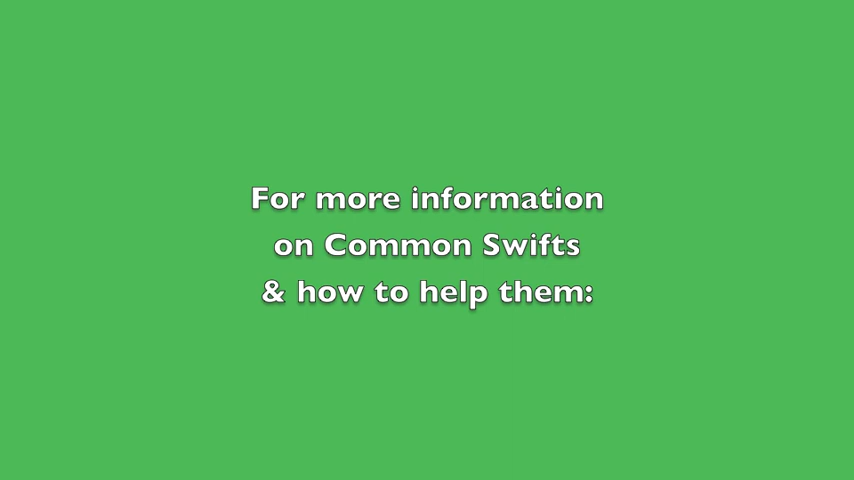 For more information
on Common Swifts
& how to help them: